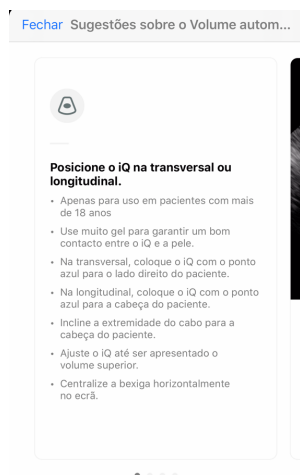 Fechar Sugestões sobre o Volume autom...
Posicione o iQ na transversal ou
longitudinal.
• Apenas para uso em pacientes com mais
de 18 anos
• Use muito gel para garantir um bom
contacto entre o iQ e a pele.
• Na transversal, coloque o iQ com o ponto
azul para o lado direito do paciente.
• Na longitudinal, coloque o iQ com o ponto
azul para a cabeça do paciente.
• Incline a extremidade do cabo para a
cabeça do paciente.
• Ajuste o iQ até ser apresentado o
volume superior.
• Centralize a bexiga horizontalmente
no ecrã.